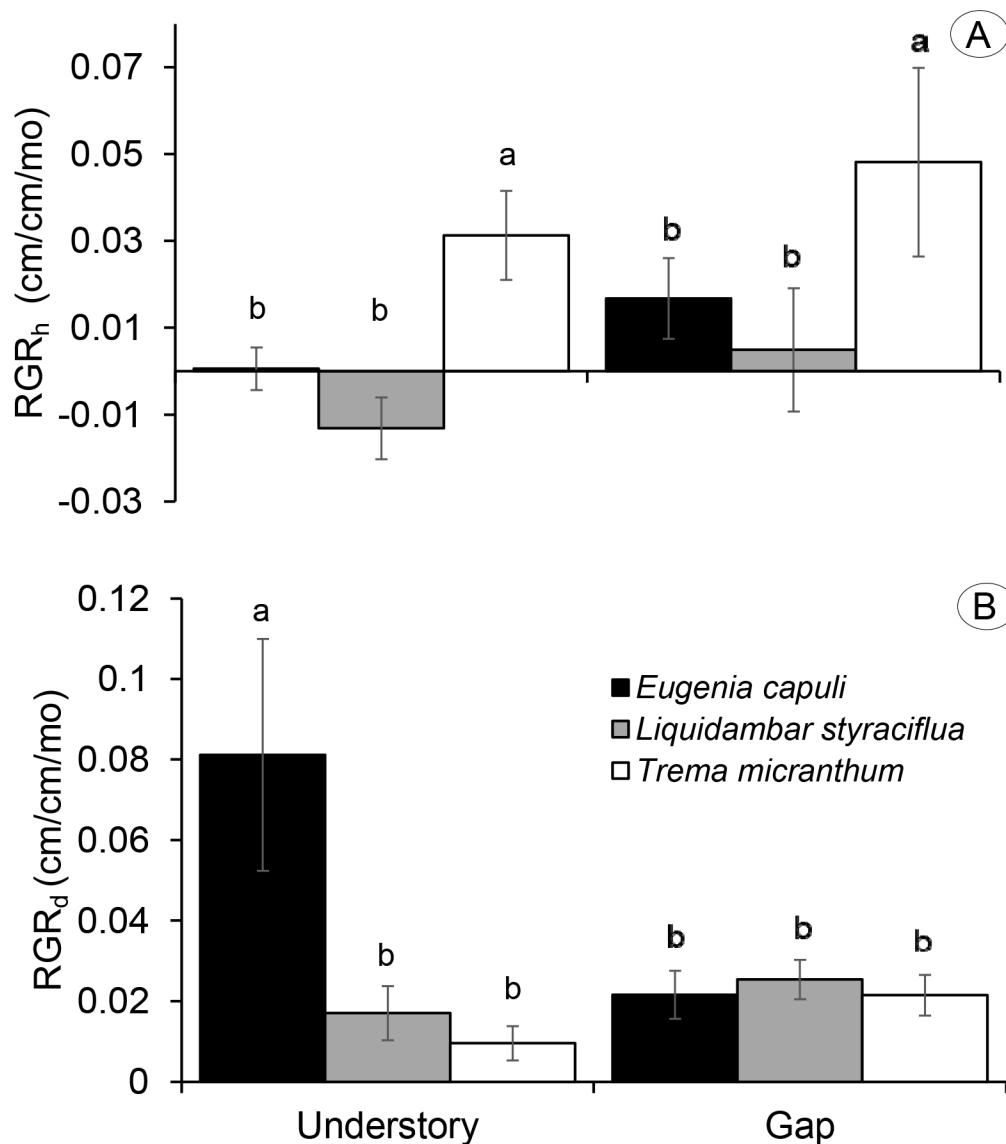 A
0.07
0.05
0.03
0.01
-0.01
-0.03
RGRh (cm/cm/mo)
b
b
a
b
b
a
B
0.12
0.1
0.08
0.06
0.04
0.02
0
RGRd (cm/cm/mo)
a
b
b
b
b
b
Eugenia capuli
Liquidambar styraciflua
Trema micranthum
Understory
Gap